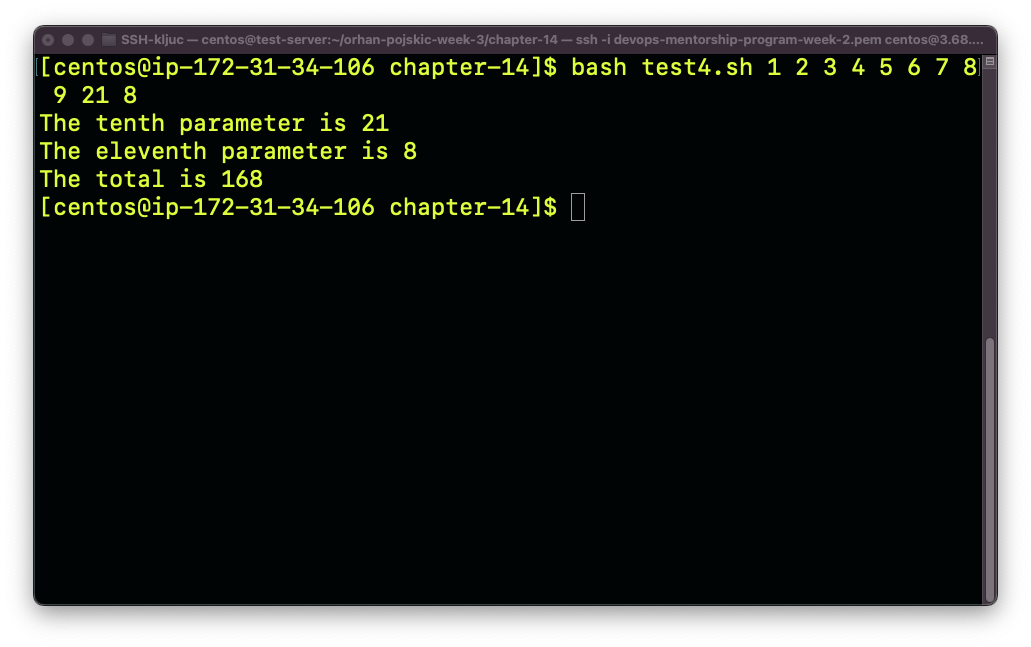 SSH-kljuc — centos@test-server:~/orhan-pojskic-week-3/chapter-14 — ssh -i devops-mentorship-program-week-2.pem centos@3.68....
[centos@ip-172-31-34-106 chapter-14]$ bash test4.sh 1 2 3 4 5 6 7 8
9 21 8
The tenth parameter is 21
The eleventh parameter is 8
The total is 168
[centos@ip-172-31-34-106 chapter-14]$